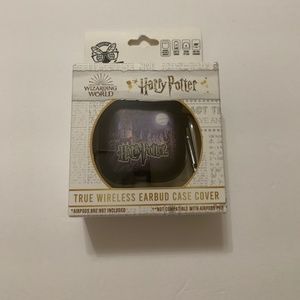 WIZARDING
WORLD
Harry Potter
Harry Potter
TRUE WIRELESS EARBUD CASE COVER
*AIRPODS ARE NOT INCLUDED
**NOT COMPATIBLE WITH AIRPODS PRO